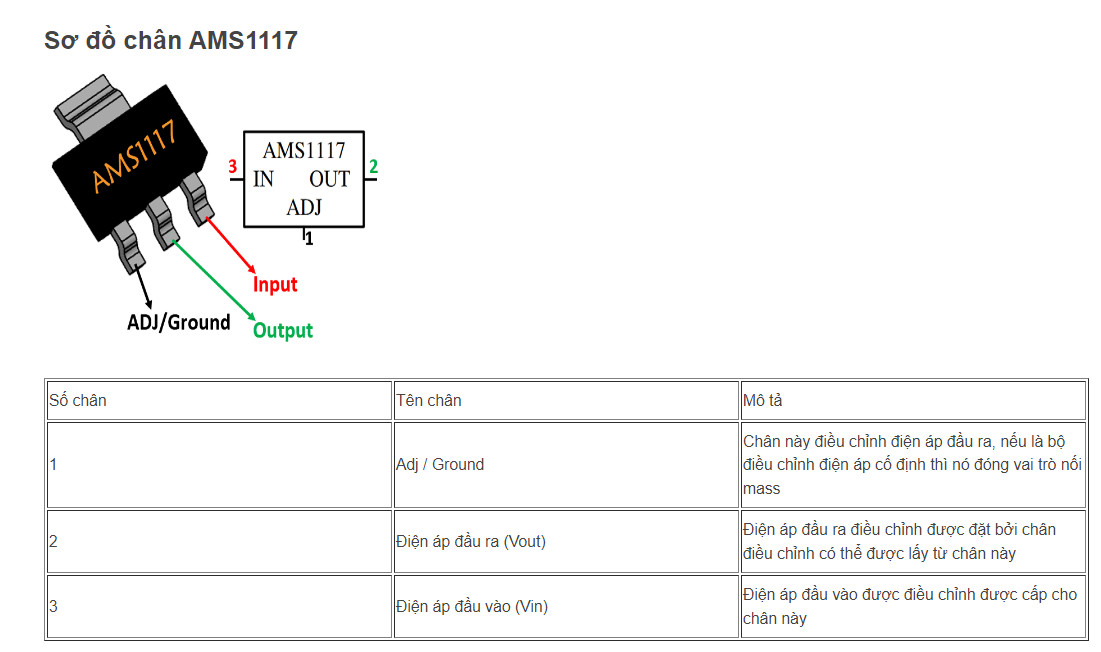 Sơ đồ chân AMS1117
AMS1117
AMS1117
3
IN OUT
2
ADJ
1
Input
ADJ/Ground
Output
Số chân
Tên chân
Mô tả
1
Adj / Ground
Chân này điều chỉnh điện áp đầu ra, nếu là bộ
điều chỉnh điện áp cố định thì nó đóng vai trò nối
mass
2
Điện áp đầu ra (Vout)
Điện áp đầu ra điều chỉnh được đặt bởi chân
điều chỉnh có thể được lấy từ chân này
3
Điện áp đầu vào (Vin)
Điện áp đầu vào được điều chỉnh được cấp cho
chân này